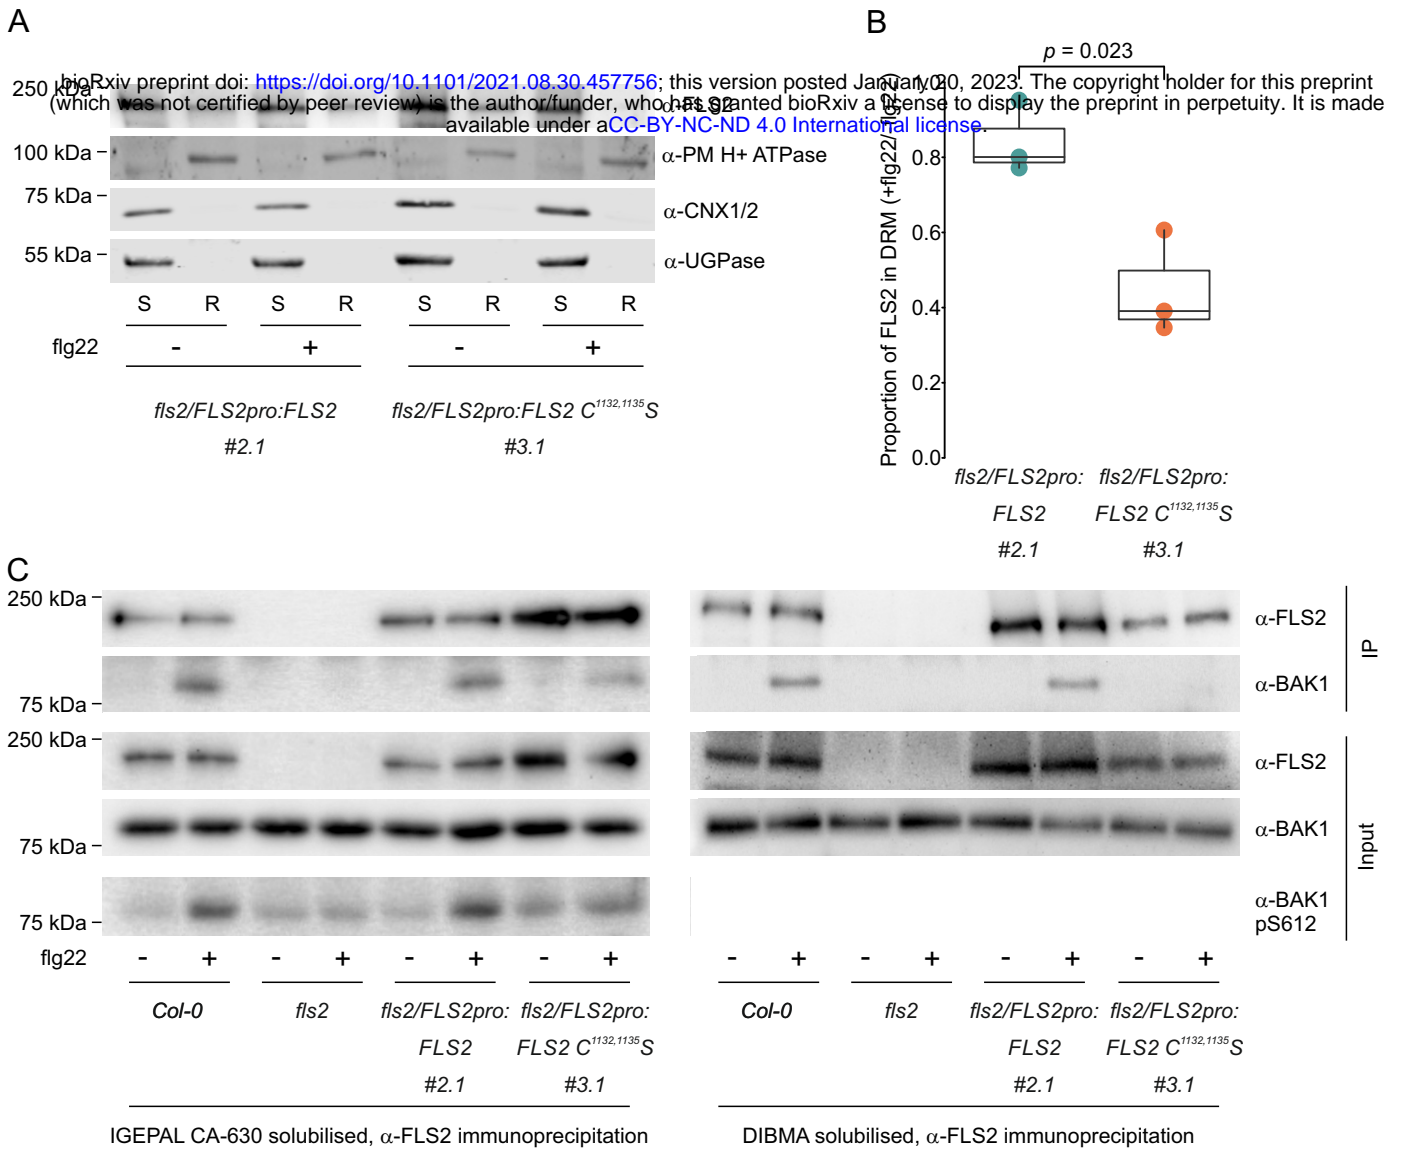 A
B
p = 0.023
bioRxiv preprint doi: https://doi.org/10.1101/2021.08.30.457756; this version posted January 20, 2023. The copyright holder for this preprint
(which was not certified by peer review) is the author/funder, who has granted bioRxiv a license to display the preprint in perpetuity. It is made
available under aCC-BY-NC-ND 4.0 International license.
250 kDa
α-FLS2
100 kDa
α-PM H+ ATPase
75 kDa
α-CNX1/2
55 kDa
α-UGPase
S R S R S R S R
flg22 - + - +
fls2/FLS2pro:FLS2 fls2/FLS2pro:FLS2 C1132,1135S
#2.1 #3.1
Proportion of FLS2 in DRM (+flg22/-flg22)
1.0
0.8
0.6
0.4
0.2
0.0
fls2/FLS2pro: fls2/FLS2pro:
FLS2 FLS2 C1132,1135S
#2.1 #3.1
C
250 kDa
α-FLS2
75 kDa
α-BAK1
IP
250 kDa
α-FLS2
75 kDa
α-BAK1
Input
75 kDa
α-BAK1
pS612
flg22 - + - + - + - + - + - + - + - +
Col-0 fls2 fls2/FLS2pro: fls2/FLS2pro: Col-0 fls2 fls2/FLS2pro: fls2/FLS2pro:
FLS2 FLS2 C1132,1135S FLS2 FLS2 C1132,1135S
#2.1 #3.1 #2.1 #3.1
IGEPAL CA-630 solubilised, α-FLS2 immunoprecipitation DIBMA solubilised, α-FLS2 immunoprecipitation